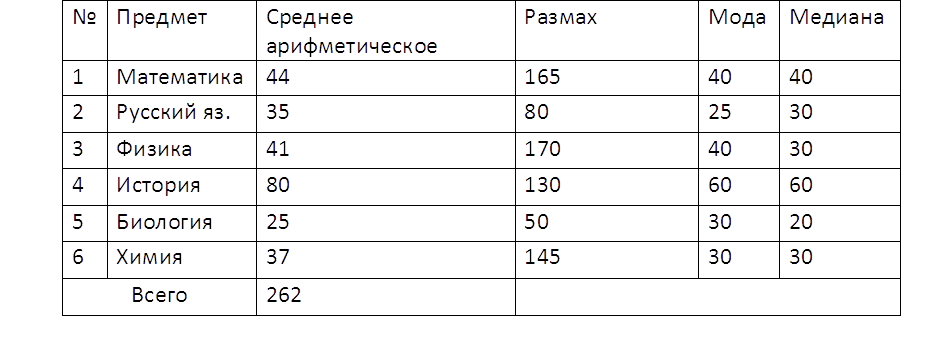 № Предмет Среднее арифметическое Размах Мода Медиана
1 Математика 44 165 40 40
2 Русский яз. 35 80 25 30
3 Физика 41 170 40 30
4 История 80 130 60 60
5 Биология 25 50 30 20
6 Химия 37 145 30 30
Всего 262